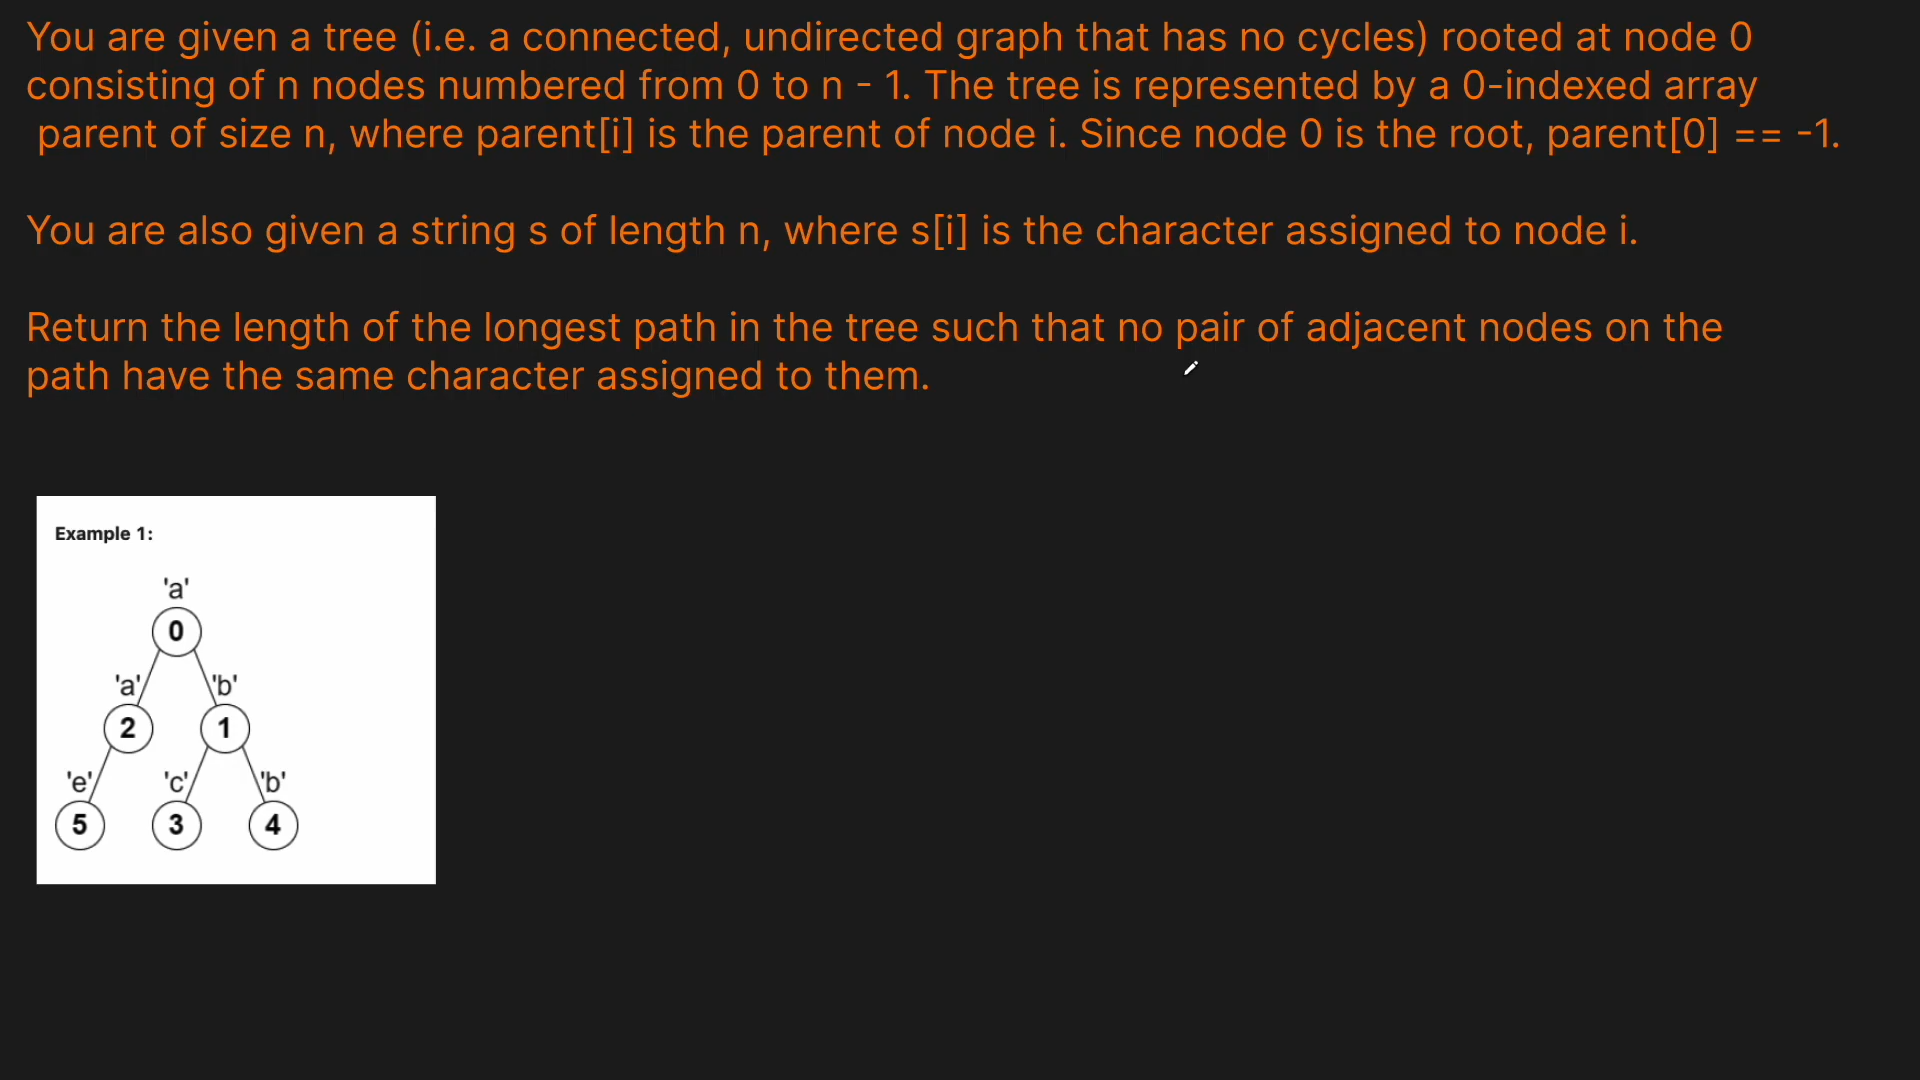 You are given a tree (i.e. a connected, undirected graph that has no cycles) rooted at node 0
consisting of n nodes numbered from 0 to n - 1. The tree is represented by a 0-indexed array
parent of size n, where parent[i] is the parent of node i. Since node 0 is the root, parent[0] == -1.
You are also given a string s of length n, where s[i] is the character assigned to node i.
Return the length of the longest path in the tree such that no pair of adjacent nodes on the
path have the same character assigned to them.
Example 1:
'a'
0
'a' 'b'
2 1
'e' 'c' 'b'
5 3 4